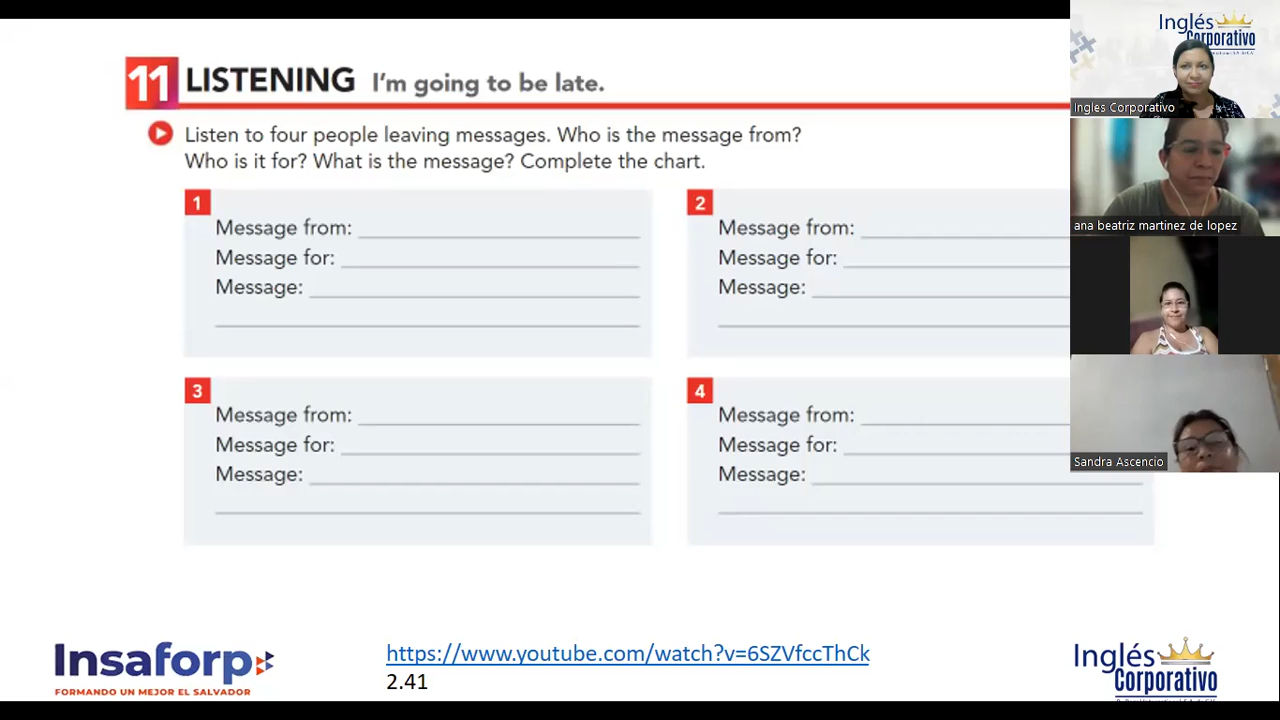 11 LISTENING I'm going to be late.
Listen to four people leaving messages. Who is the message from?
Who is it for? What is the message? Complete the chart.
1
Message from:
Message for:
Message:
2
Message from:
Message for:
Message:
3
Message from:
Message for:
Message:
4
Message from:
Message for:
Message:
Insaforp
FORMANDO UN MEJOR EL SALVADOR
https://www.youtube.com/watch?v=6SZVfccThCk
2.41
Inglés
Corporativo
Inglés
Corporativo
Ingles Corporativo
ana beatriz martinez de lopez
Sandra Ascencio